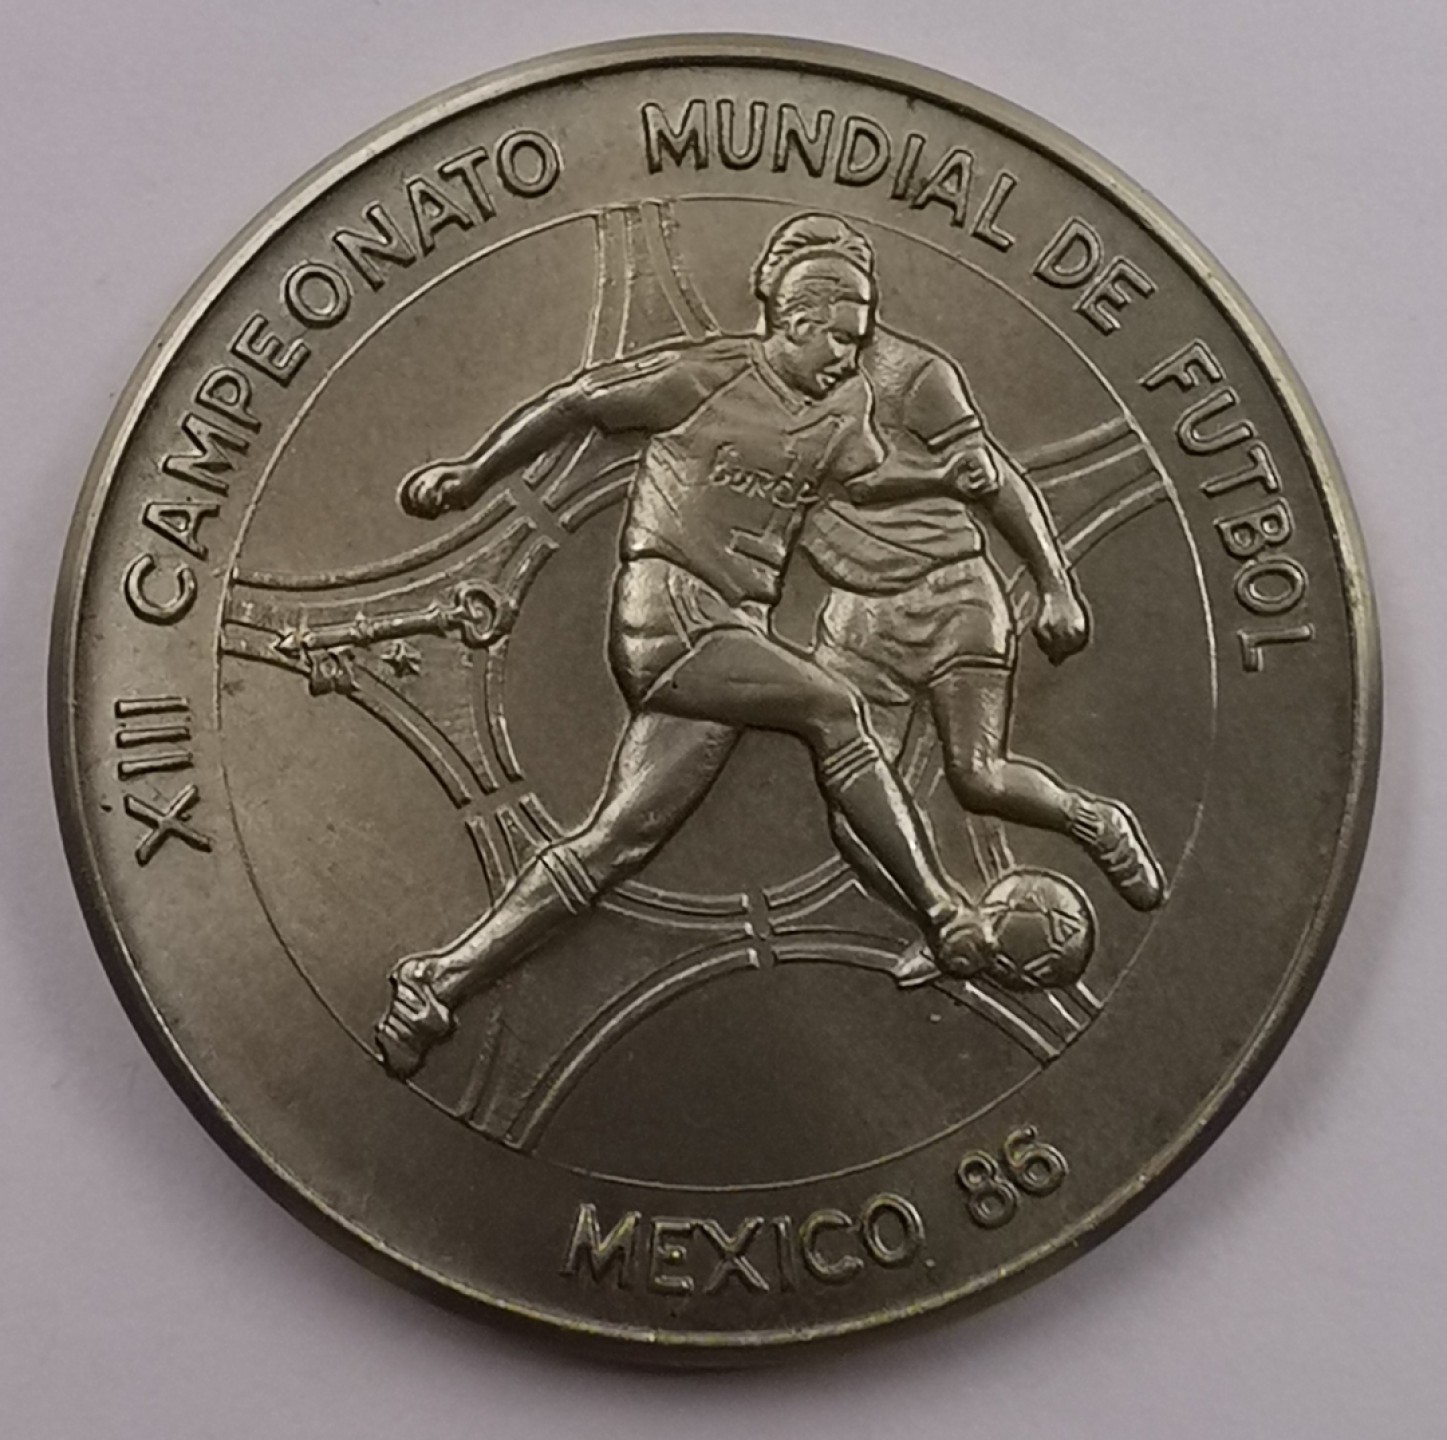 XIII CAMPEONATO MUNDIAL DE FUTBOL
MEXICO 86